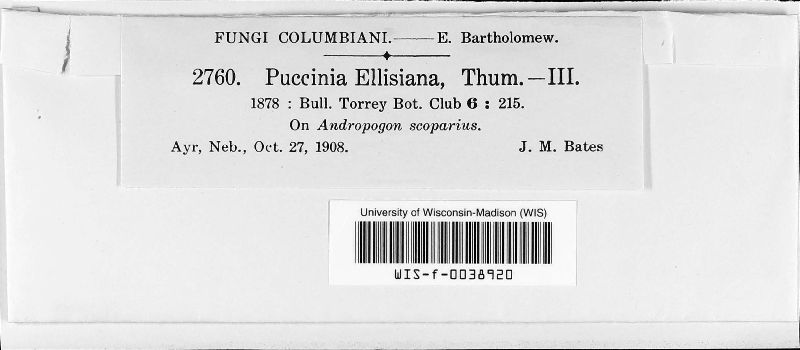 FUNGI COLUMBIANI.——E. Bartholomew.
2760. Puccinia Ellisiana, Thum.—III.
1878 : Bull. Torrey Bot. Club 6 : 215.
On Andropogon scoparius.
Ayr, Neb., Oct. 27, 1908. J. M. Bates
University of Wisconsin-Madison (WIS)
WIS-f-0038920